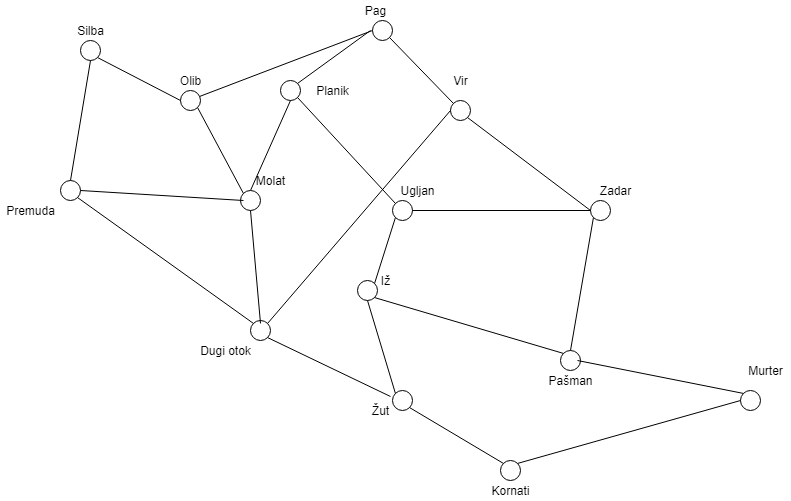 Pag
Silba
Olib
Vir
Planik
Molat
Ugljan
Zadar
Premuda
Iž
Dugi otok
Murter
Pašman
Žut
Kornati